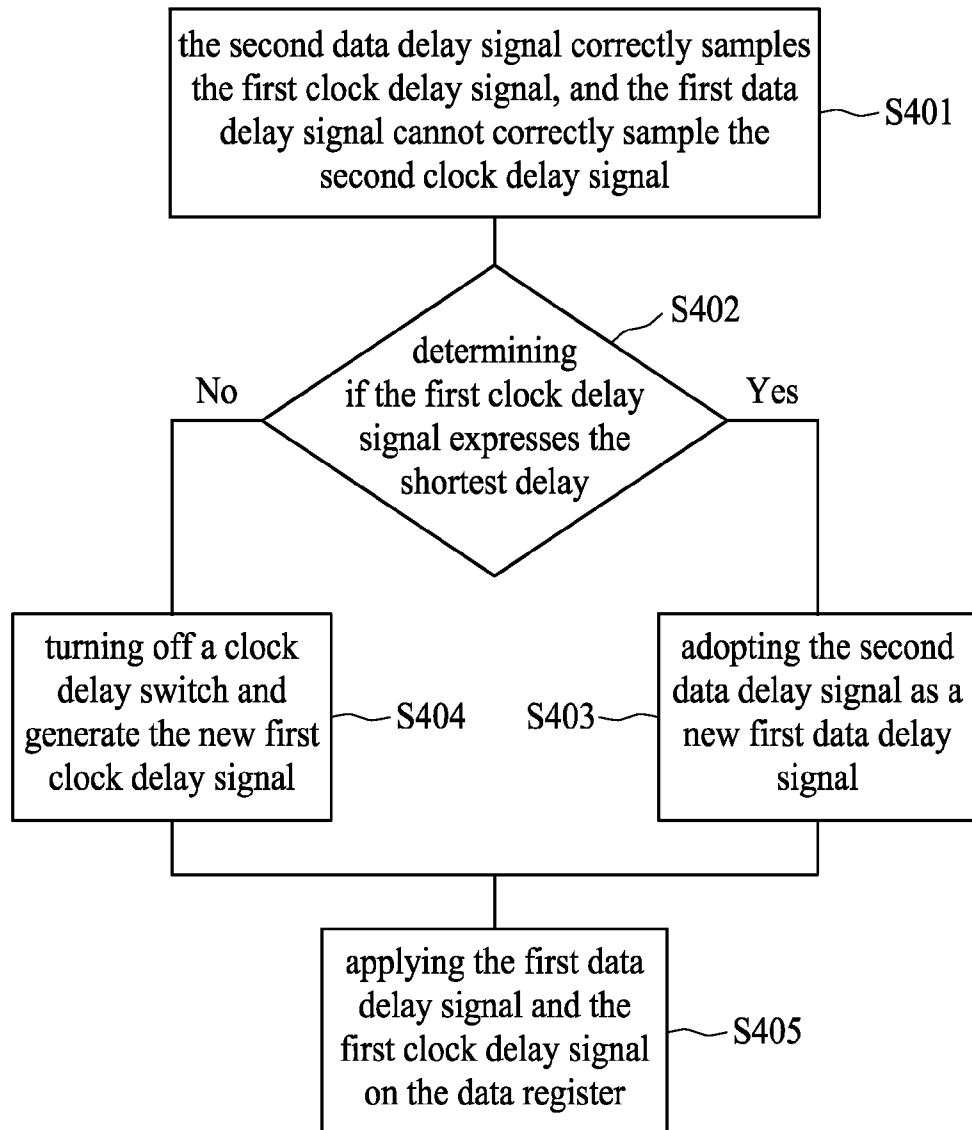 the second data delay signal correctly samples
the first clock delay signal, and the first data
delay signal cannot correctly sample the
second clock delay signal
S401
S402
determining
if the first clock delay
signal expresses the
shortest delay
No
Yes
turning off a clock
delay switch and
generate the new first
clock delay signal
S404
S403
adopting the second
data delay signal as a
new first data delay
signal
applying the first data
delay signal and the
first clock delay signal
on the data register
S405